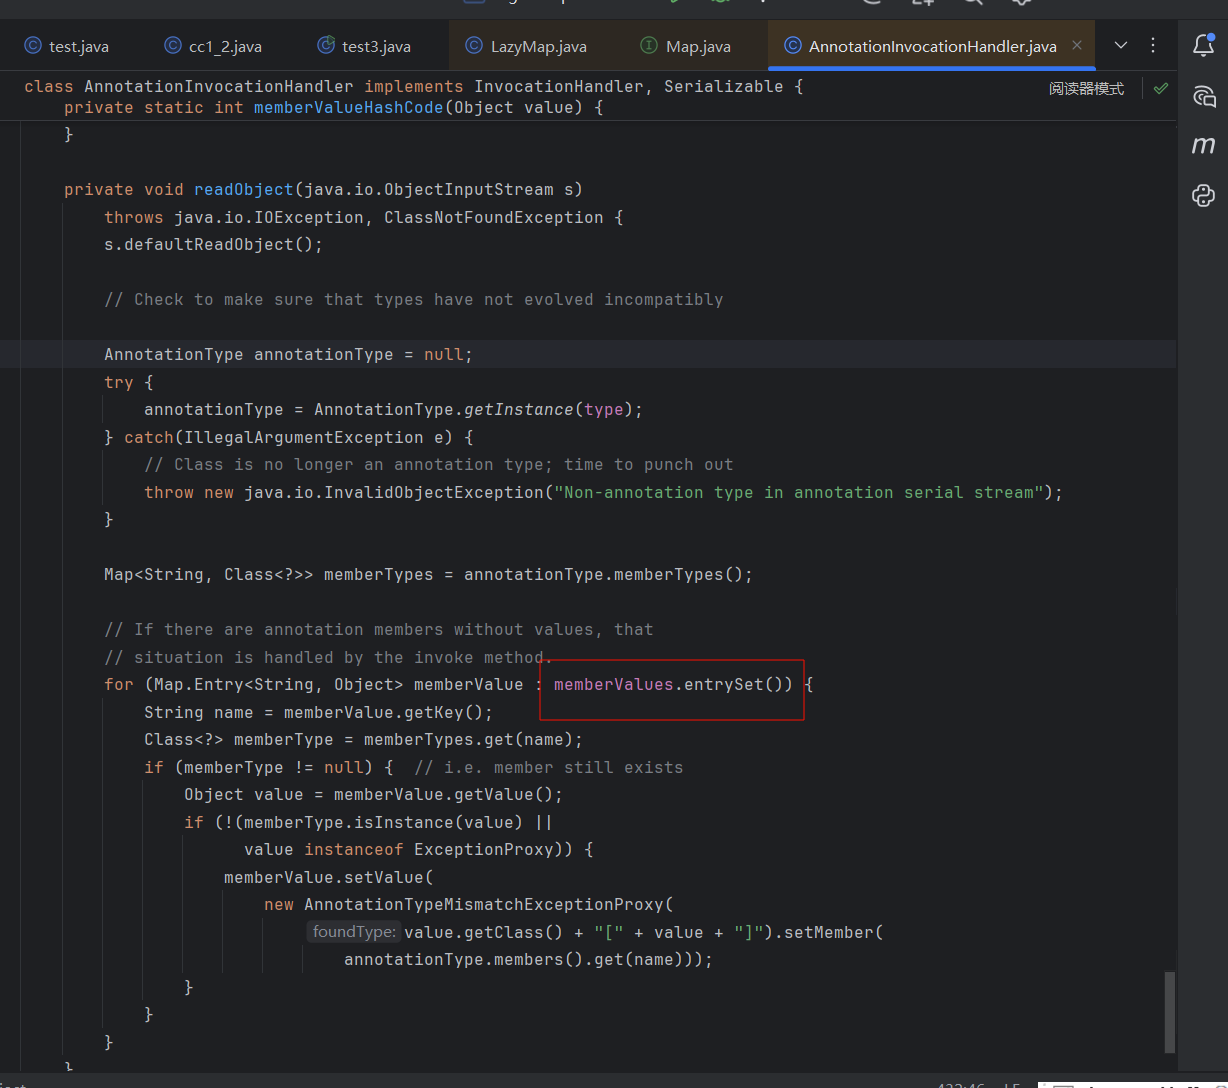 test.java cc1_2.java test3.java LazyMap.java Map.java AnnotationInvocationHandler.java
class AnnotationInvocationHandler implements InvocationHandler, Serializable {
阅读器模式
private static int memberValueHashCode(Object value) {
}
private void readObject(java.io.ObjectInputStream s)
throws java.io.IOException, ClassNotFoundException {
s.defaultReadObject();
// Check to make sure that types have not evolved incompatibly
AnnotationType annotationType = null;
try {
annotationType = AnnotationType.getInstance(type);
} catch(IllegalArgumentException e) {
// Class is no longer an annotation type; time to punch out
throw new java.io.InvalidObjectException("Non-annotation type in annotation serial stream");
}
Map<String, Class<?>> memberTypes = annotationType.memberTypes();
// If there are annotation members without values, that
// situation is handled by the invoke method.
for (Map.Entry<String, Object> memberValue : memberValues.entrySet()) {
String name = memberValue.getKey();
Class<?> memberType = memberTypes.get(name);
if (memberType != null) {  // i.e. member still exists
Object value = memberValue.getValue();
if (!(memberType.isInstance(value) ||
value instanceof ExceptionProxy)) {
memberValue.setValue(
new AnnotationTypeMismatchExceptionProxy(
foundType: value.getClass() + "[" + value + "]").setMember(
annotationType.members().get(name)));
}
}
}
}